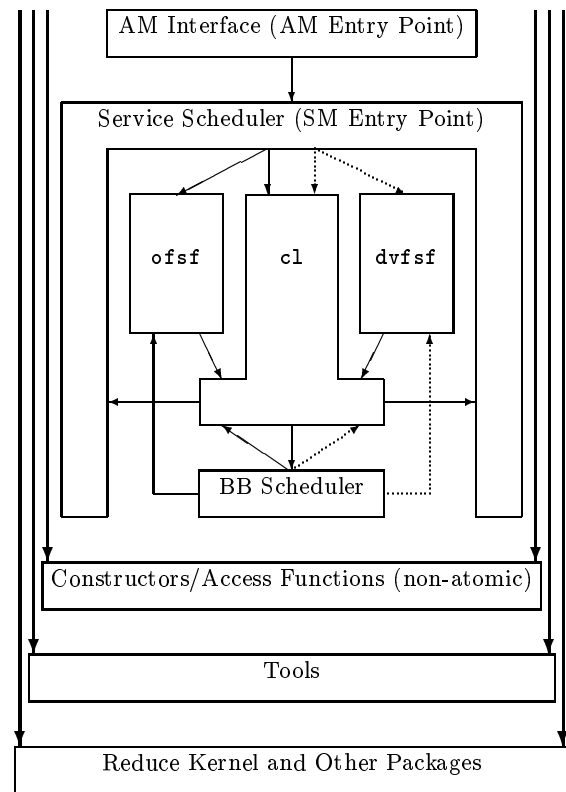 AM Interface (AM Entry Point)
Service Scheduler (SM Entry Point)
ofsf
cl
dvfsf
BB Scheduler
Constructors/Access Functions (non-atomic)
Tools
Reduce Kernel and Other Packages